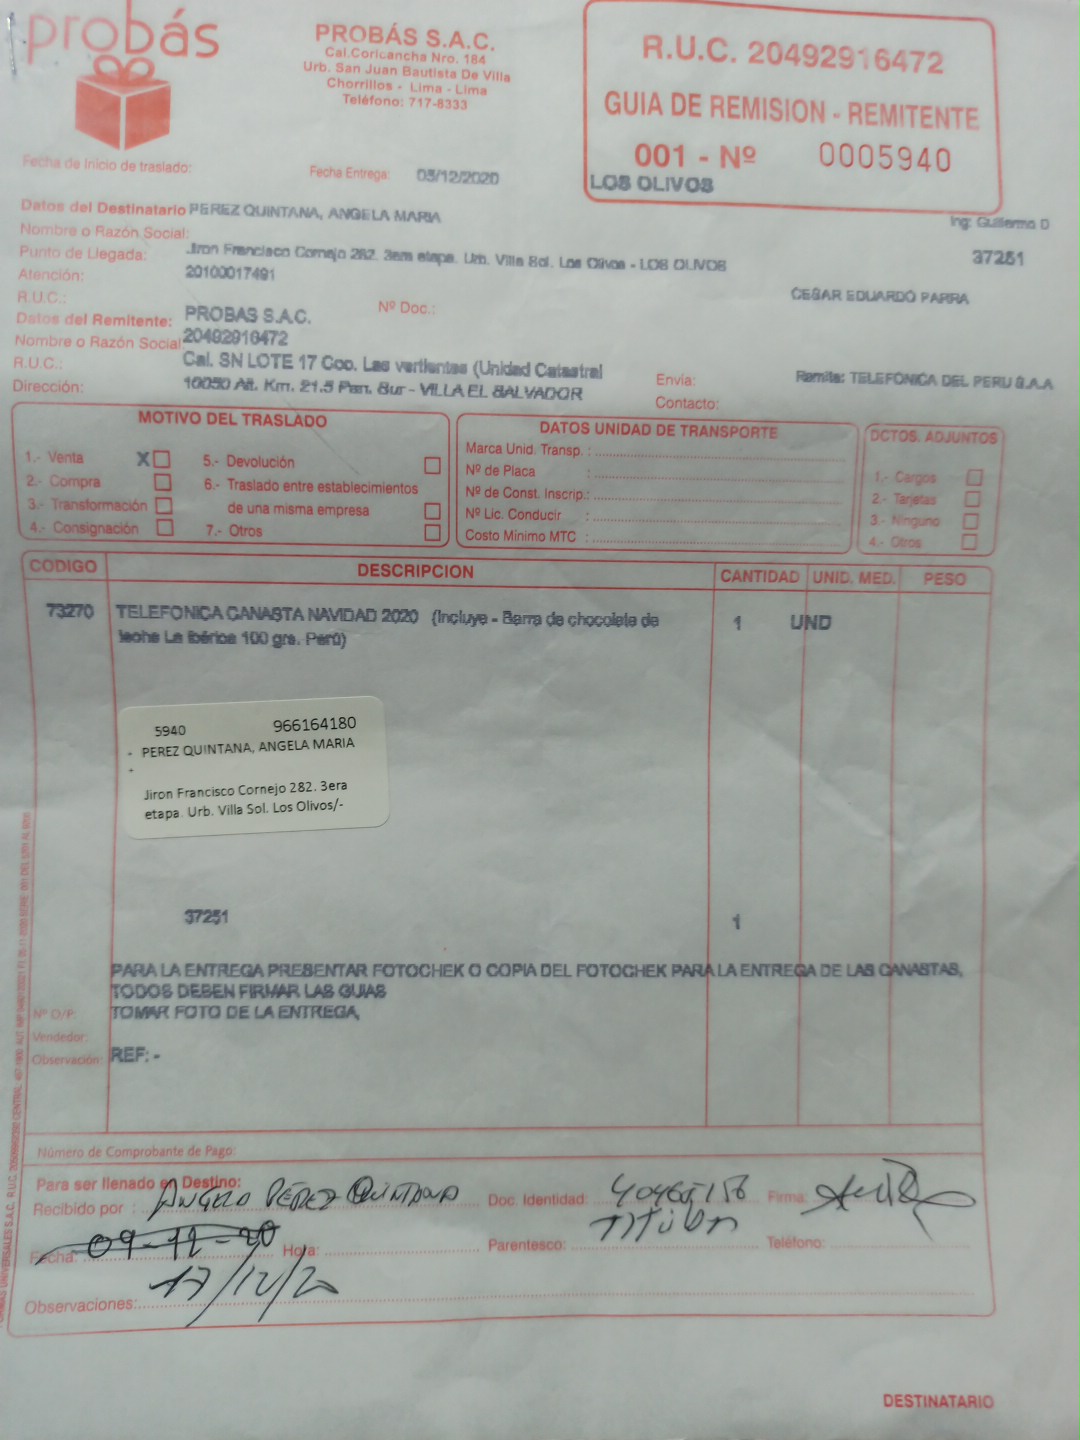 probás
PROBÁS S.A.C.
Cal.Coricancha Nro. 184
Urb. San Juan Bautista De Villa
Chorrillos - Lima - Lima
Teléfono: 717-8333
R.U.C. 20492916472
GUIA DE REMISION - REMITENTE
001 - Nº 0005940
LOS OLIVOS
Fecha de Inicio de traslado:
Fecha Entrega: 03/12/2020
Datos del Destinatario PEREZ QUINTANA, ANGELA MARIA
Ing: Guillermo D
Nombre o Razón Social:
Punto de Llegada: Jiron Francisco Cornejo 282. 3era etapa. Urb. Villa Sol. Los Olivos - LOS OLIVOS
37251
Atención: 20100017491
CESAR EDUARDO PARRA
R.U.C.:
Nº Doc.:
Datos del Remitente: PROBAS S.A.C.
Nombre o Razón Social: 20492916472
R.U.C.: Cal. SN LOTE 17 Coo. Las vertientes (Unidad Catastral
Dirección: 10050 Alt. Km. 21.5 Pan. Sur - VILLA EL SALVADOR
Envia: Remite: TELEFONICA DEL PERU S.A.A
Contacto:
MOTIVO DEL TRASLADO
1.- Venta X
2.- Compra
3.- Transformación
4.- Consignación
5.- Devolución
6.- Traslado entre establecimientos
de una misma empresa
7.- Otros
DATOS UNIDAD DE TRANSPORTE
Marca Unid. Transp. :
Nº de Placa :
Nº de Const. Inscrip.:
Nº Lic. Conducir :
Costo Mínimo MTC :
DCTOS. ADJUNTOS
1.- Cargos
2.- Tarjetas
3.- Ninguno
4.- Otros
CODIGO DESCRIPCION CANTIDAD UNID. MED. PESO
73270 TELEFONICA CANASTA NAVIDAD 2020 (Incluye - Barra de chocolate de 1 UND
leche La Ibérica 100 grs. Perú)
5940 966164180
- PEREZ QUINTANA, ANGELA MARIA
-
Jiron Francisco Cornejo 282. 3era
etapa. Urb. Villa Sol. Los Olivos/-
37251 1
PARA LA ENTREGA PRESENTAR FOTOCHEK O COPIA DEL FOTOCHEK PARA LA ENTREGA DE LAS CANASTAS,
TODOS DEBEN FIRMAR LAS GUIAS
Nº O/P: TOMAR FOTO DE LA ENTREGA,
Vendedor:
Observación: REF: -
Número de Comprobante de Pago:
Para ser llenado en Destino:
Recibido por : ANGELA PÉREZ QUINTANA Doc. Identidad: 40465156 Firma:
Fecha: 09-12-20 Hora: Parentesco: TITULAR Teléfono:
17/12/20
Observaciones:
DESTINATARIO